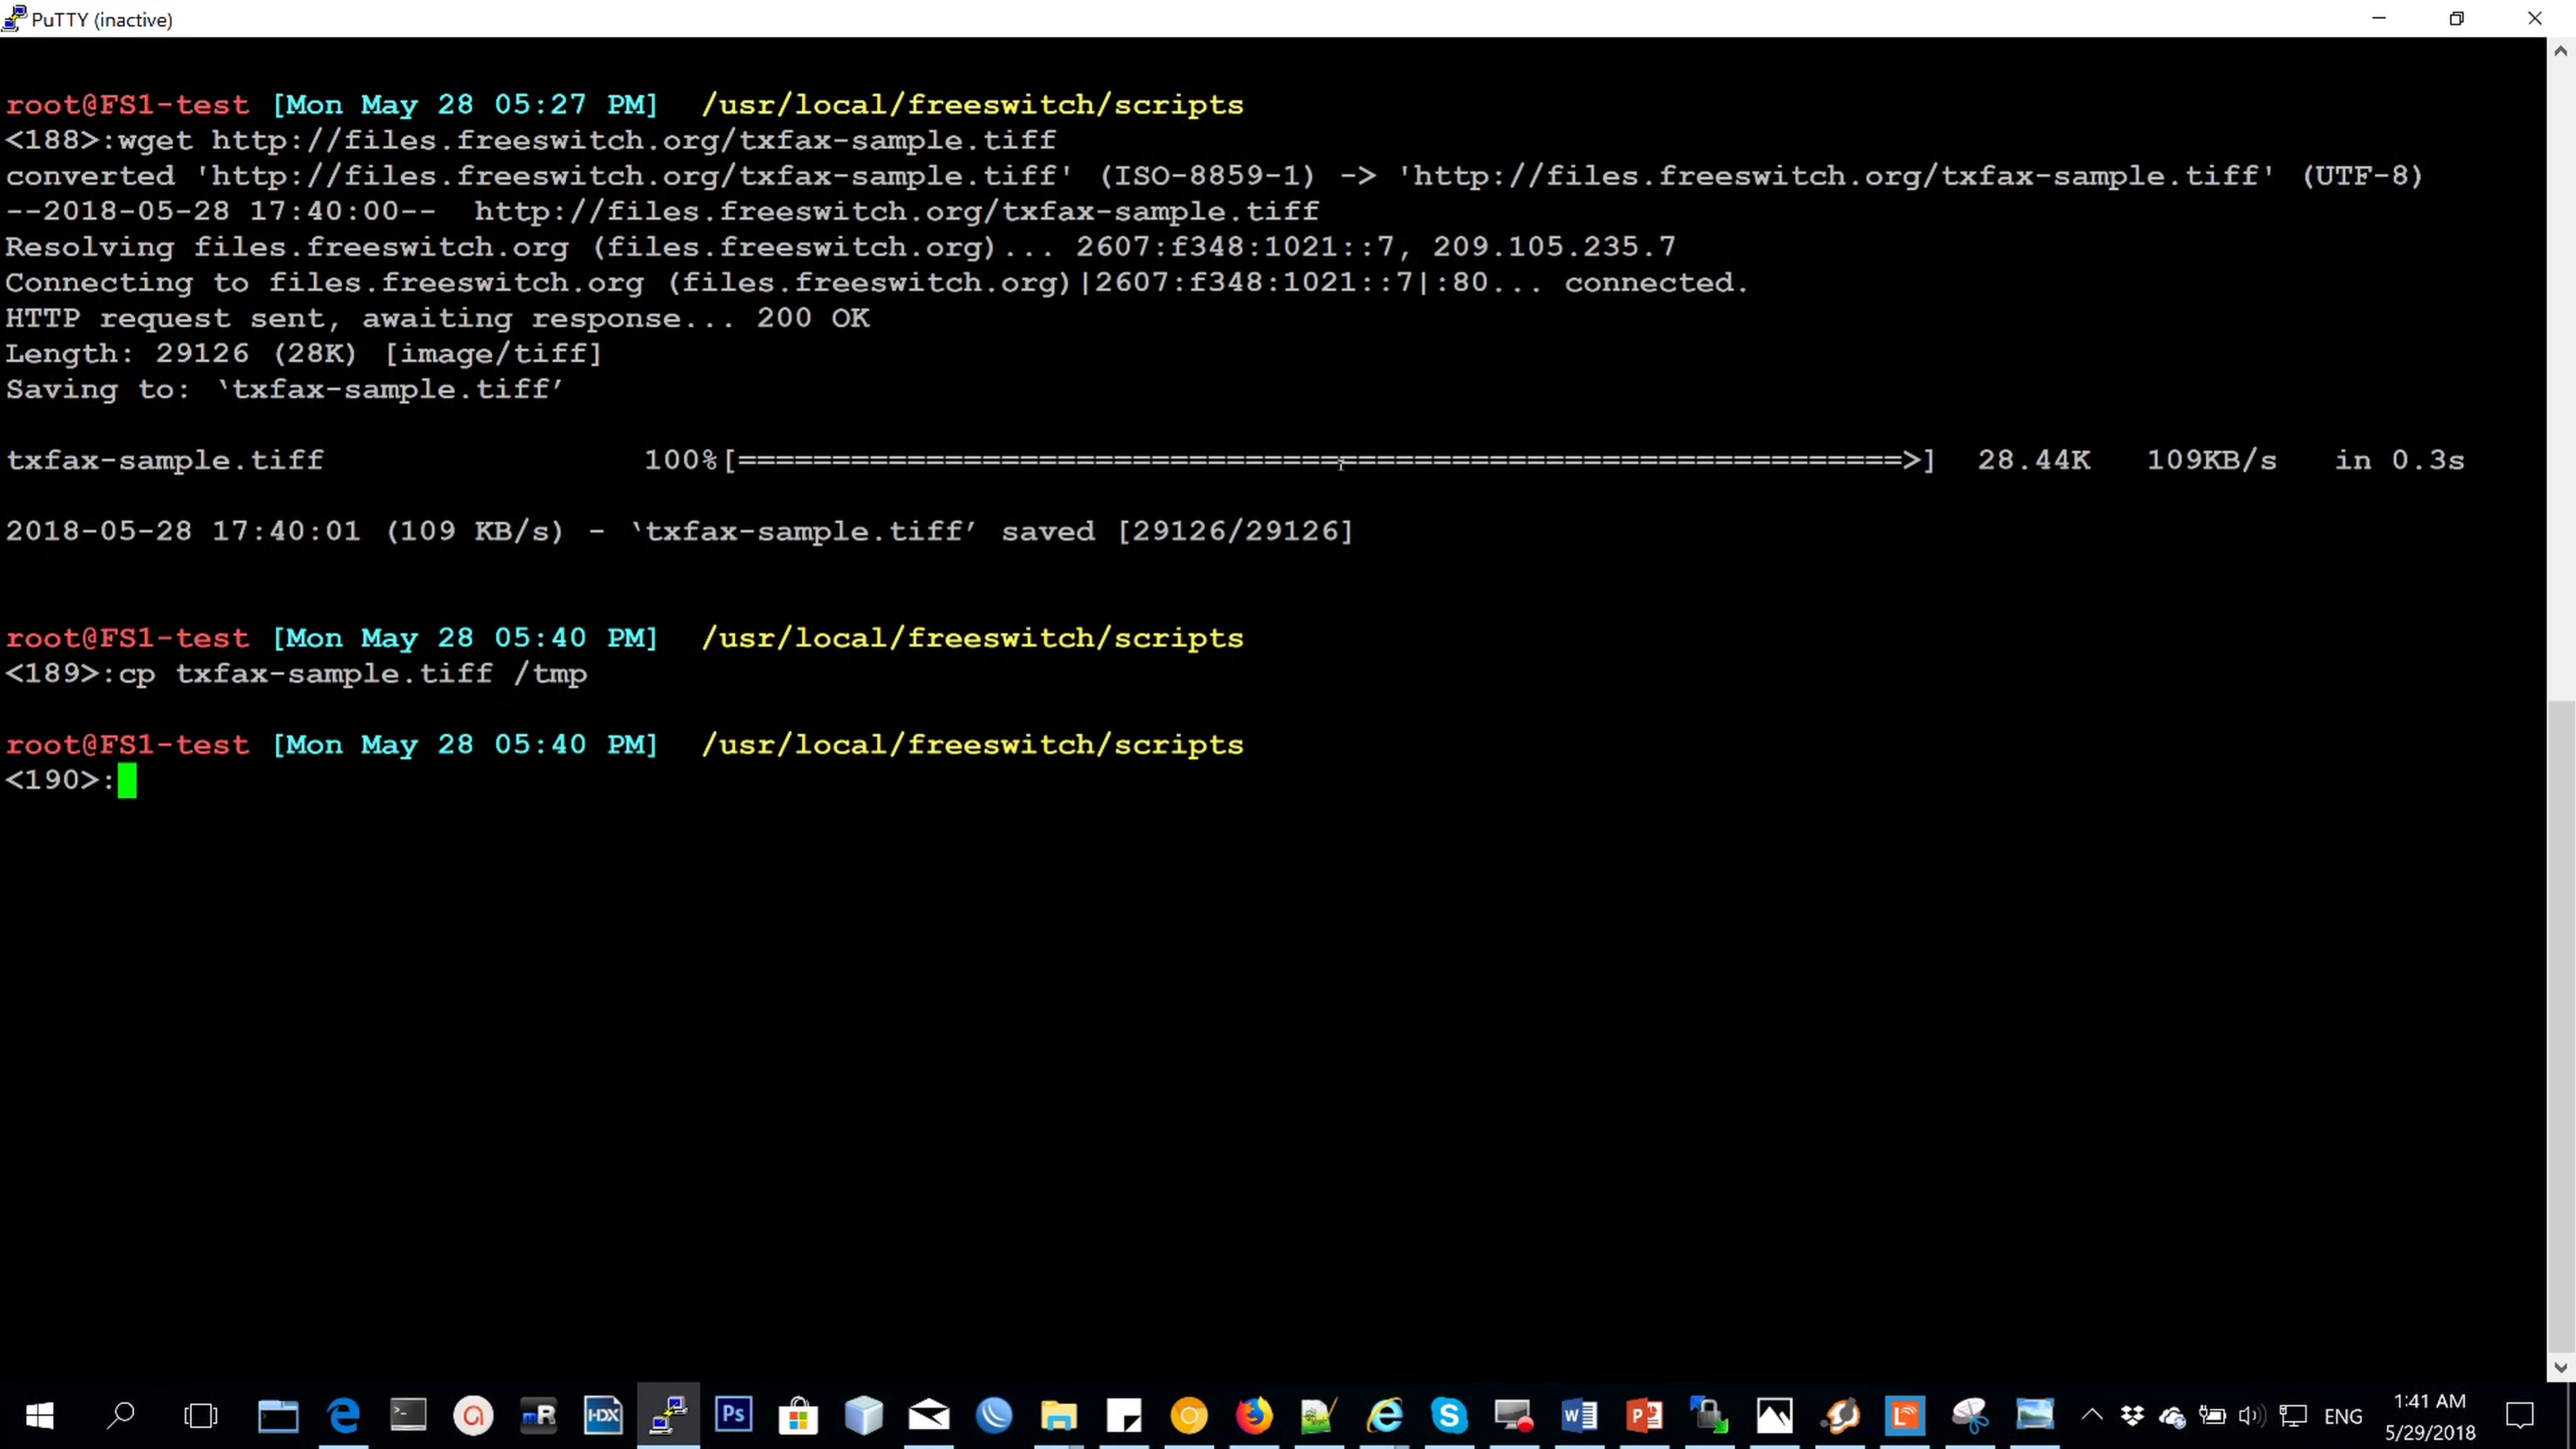 PuTTY (inactive)
root@FS1-test [Mon May 28 05:27 PM]  /usr/local/freeswitch/scripts
<188>:wget http://files.freeswitch.org/txfax-sample.tiff
converted 'http://files.freeswitch.org/txfax-sample.tiff' (ISO-8859-1) -> 'http://files.freeswitch.org/txfax-sample.tiff' (UTF-8)
--2018-05-28 17:40:00--  http://files.freeswitch.org/txfax-sample.tiff
Resolving files.freeswitch.org (files.freeswitch.org)... 2607:f348:1021::7, 209.105.235.7
Connecting to files.freeswitch.org (files.freeswitch.org)|2607:f348:1021::7|:80... connected.
HTTP request sent, awaiting response... 200 OK
Length: 29126 (28K) [image/tiff]
Saving to: ‘txfax-sample.tiff’
txfax-sample.tiff 100%[==============================================================>] 28.44K 109KB/s in 0.3s
2018-05-28 17:40:01 (109 KB/s) - ‘txfax-sample.tiff’ saved [29126/29126]
root@FS1-test [Mon May 28 05:40 PM]  /usr/local/freeswitch/scripts
<189>:cp txfax-sample.tiff /tmp
root@FS1-test [Mon May 28 05:40 PM]  /usr/local/freeswitch/scripts
<190>:
a mR I-DX Ps ENG 1:41 AM
5/29/2018